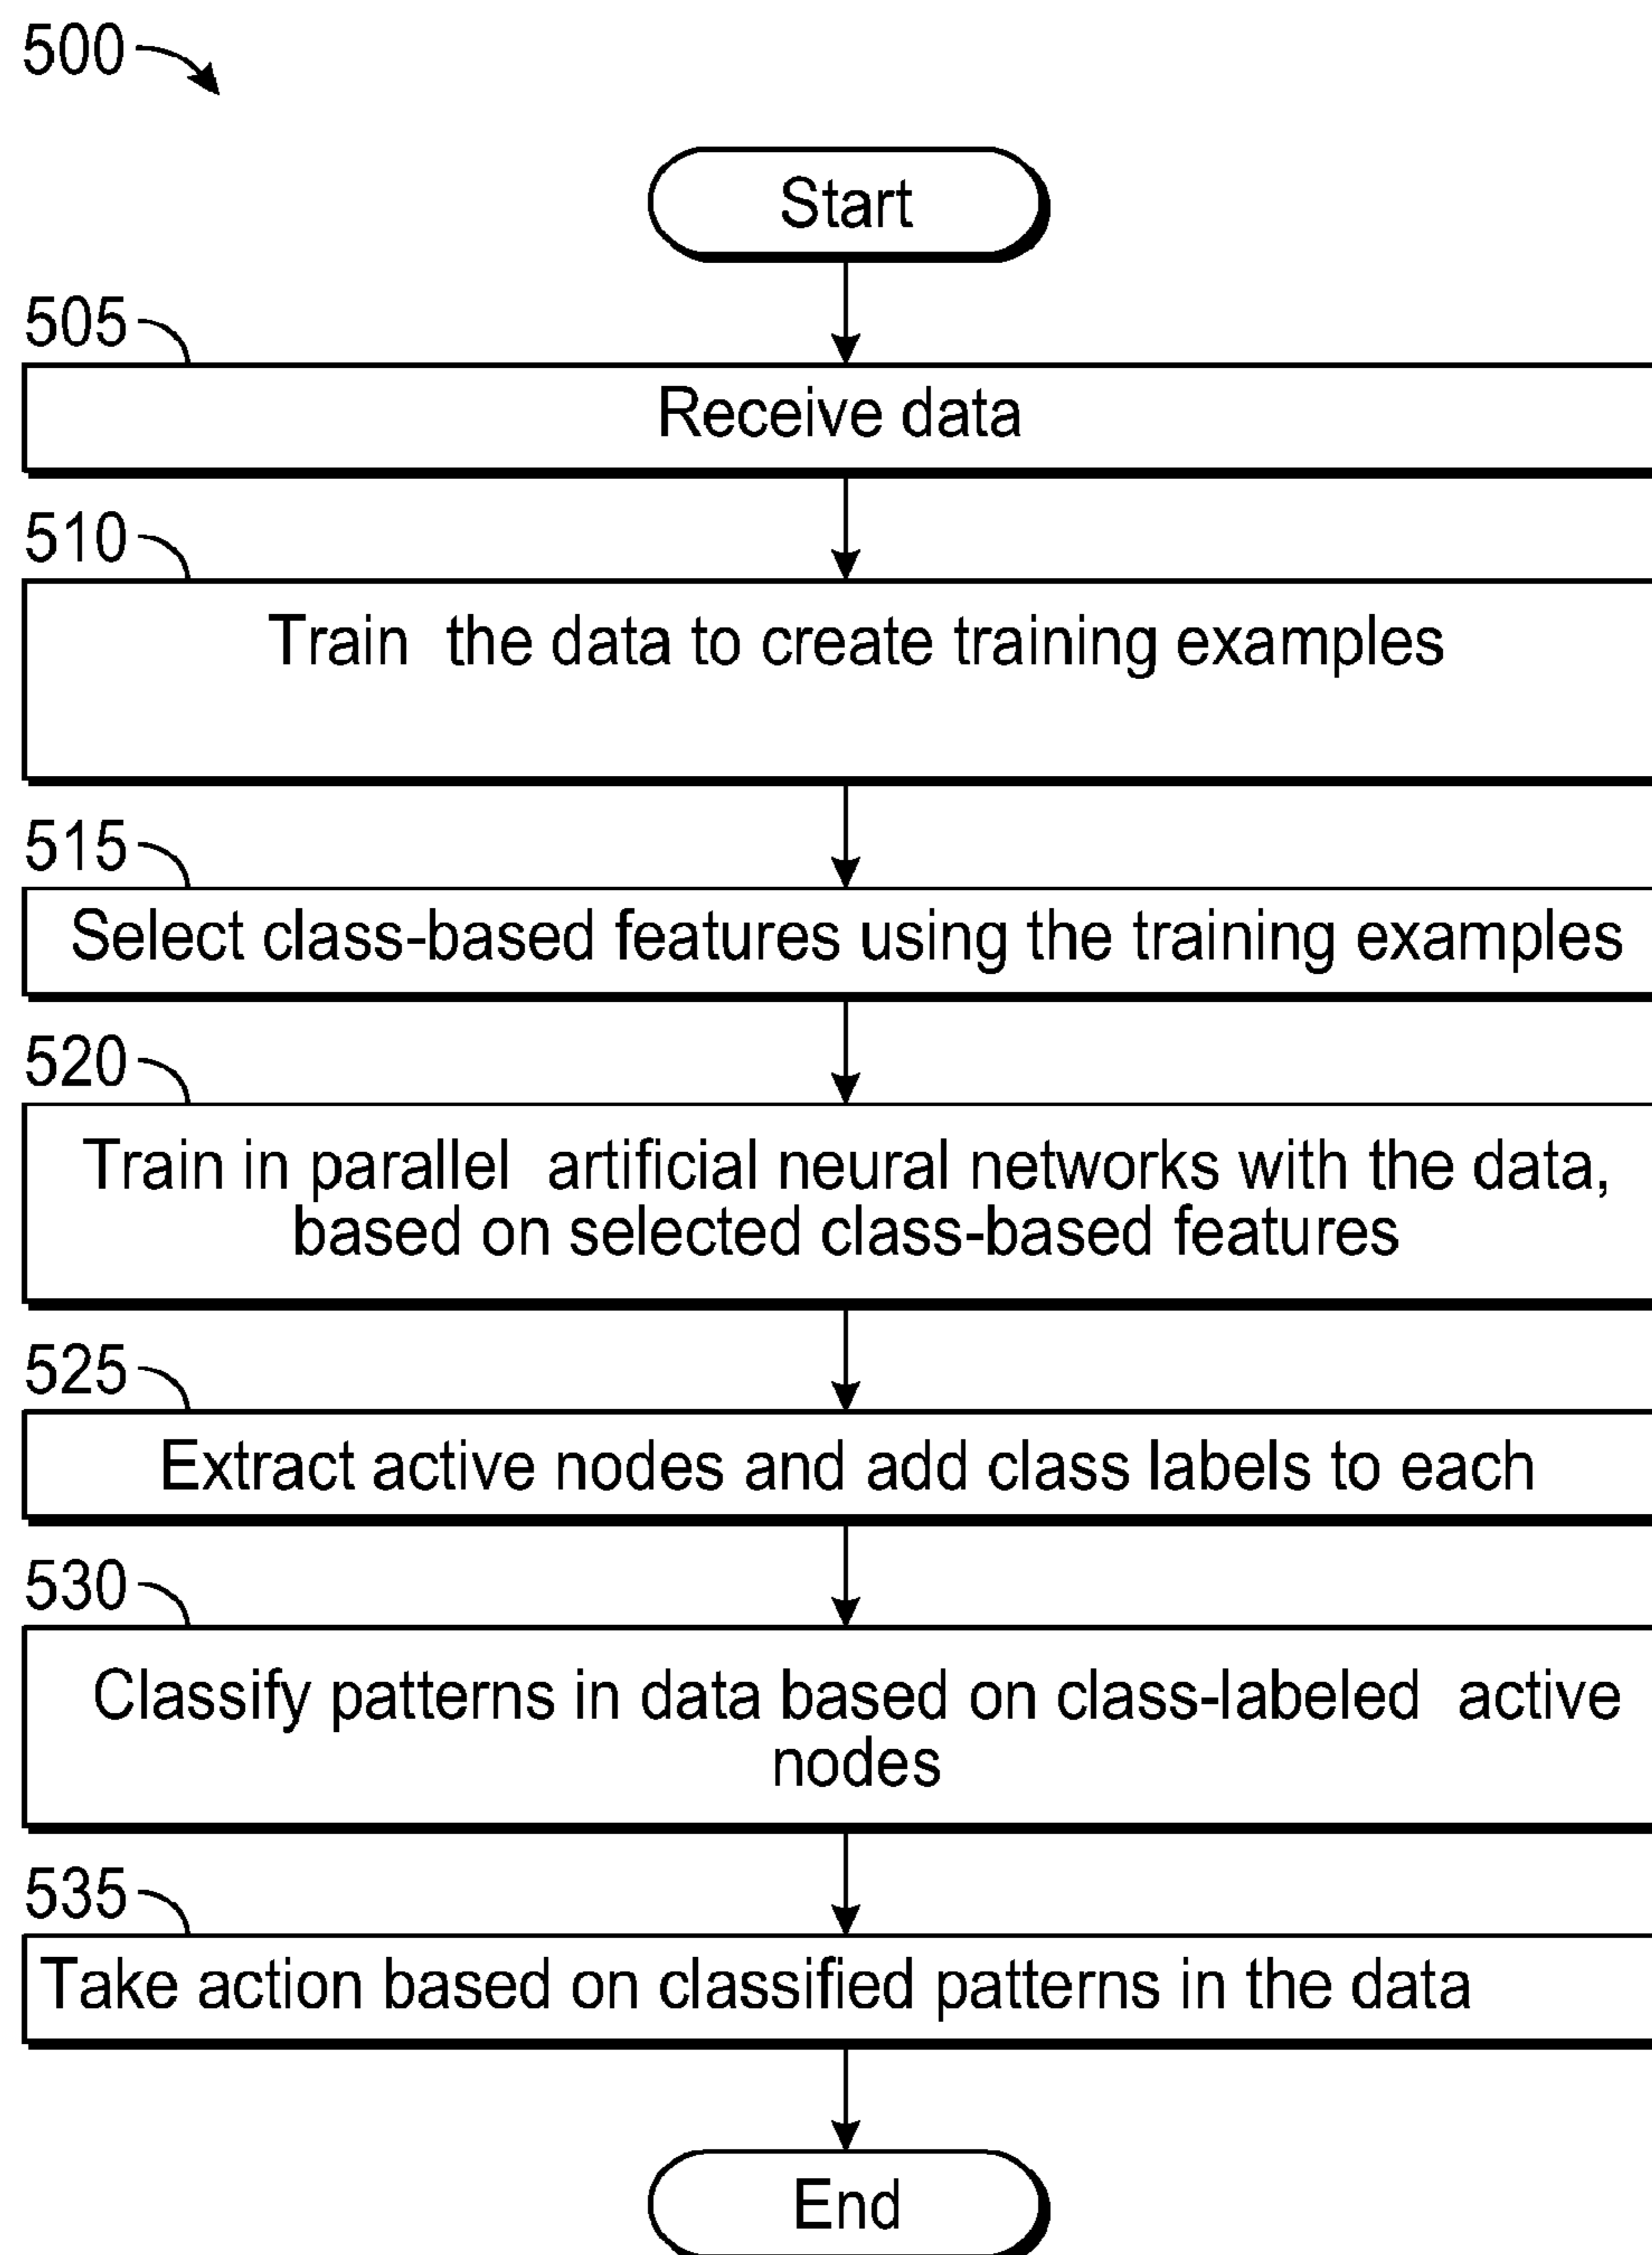 500
Start
505
Receive data
510
Train the data to create training examples
515
Select class-based features using the training examples
520
Train in parallel artificial neural networks with the data,
based on selected class-based features
525
Extract active nodes and add class labels to each
530
Classify patterns in data based on class-labeled active
nodes
535
Take action based on classified patterns in the data
End